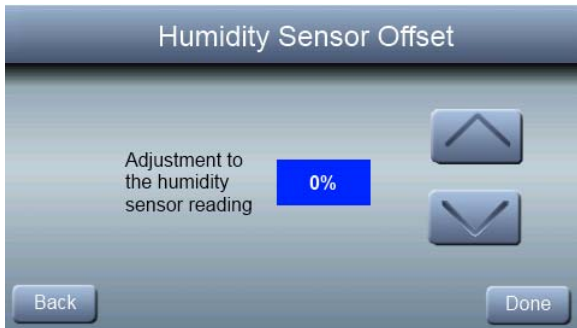 Humidity Sensor Offset
Adjustment to
the humidity
sensor reading
0%
Back
Done